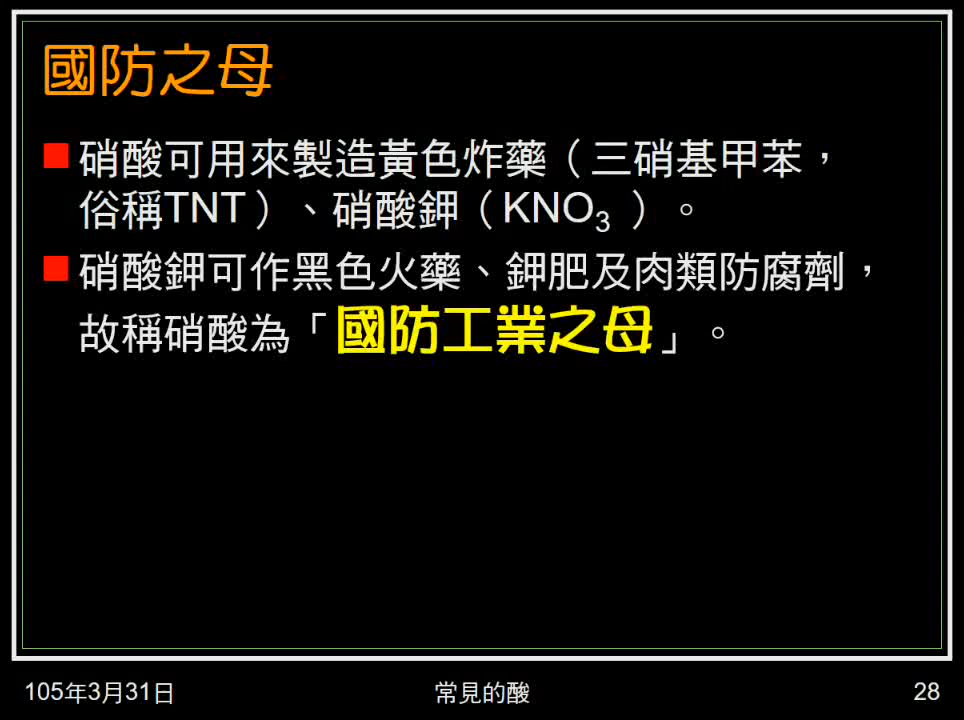 國防之母
硝酸可用來製造黃色炸藥（三硝基甲苯，
俗稱TNT）、硝酸鉀（KNO₃ ）。
硝酸鉀可作黑色火藥、鉀肥及肉類防腐劑，
故稱硝酸為「國防工業之母」。
105年3月31日
常見的酸
28